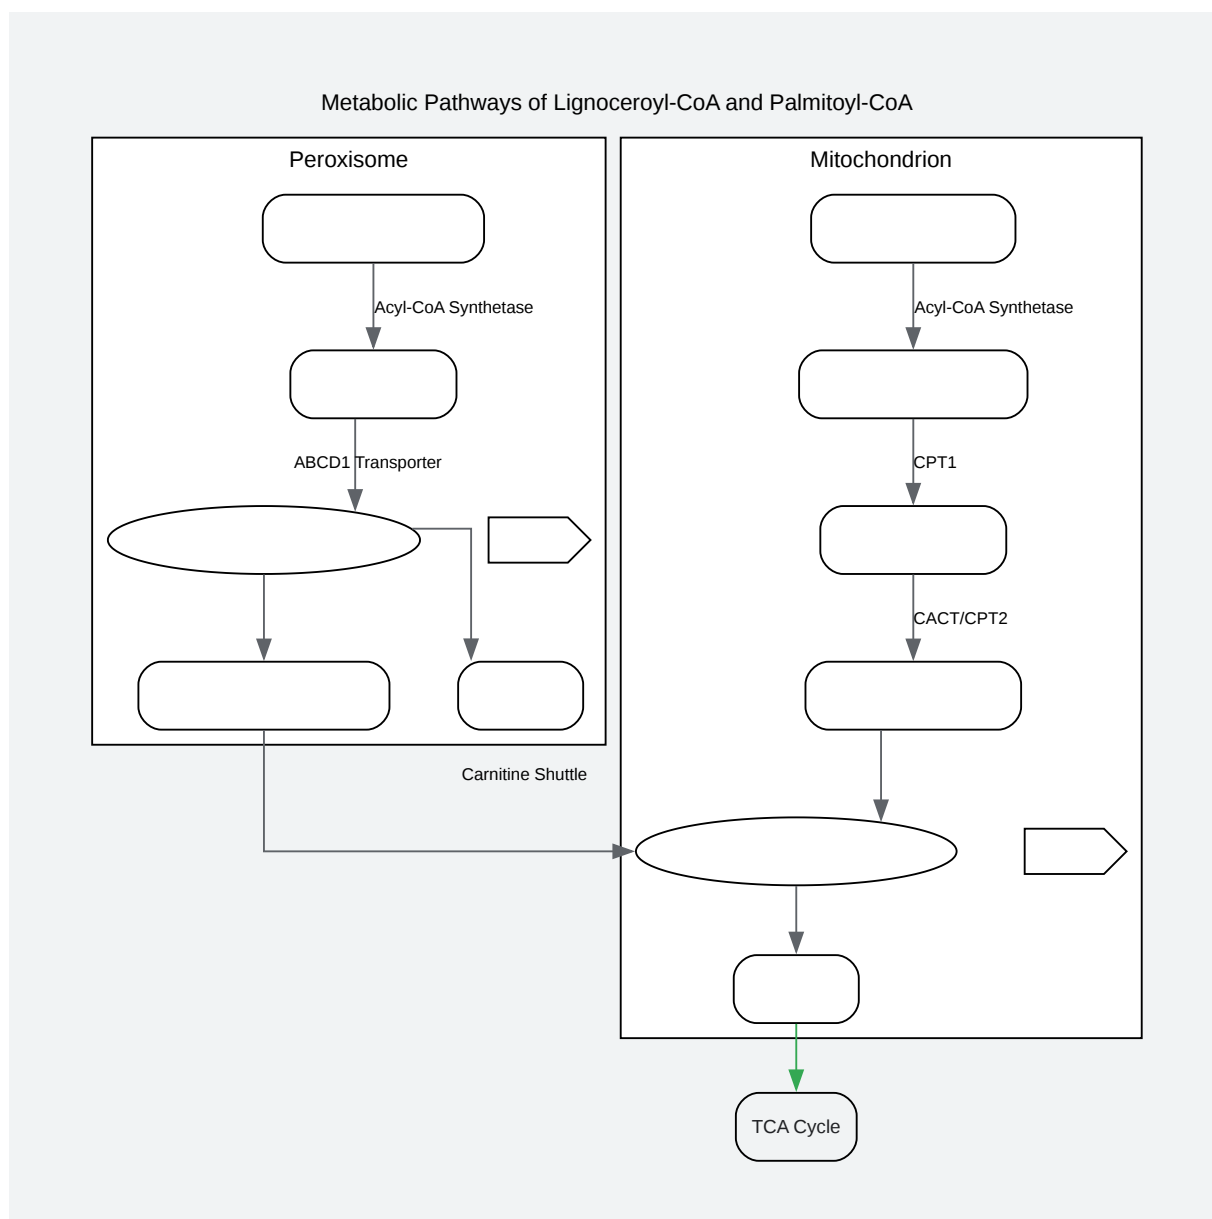 Metabolic Pathways of Lignoceroyl-CoA and Palmitoyl-CoA
Peroxisome
Mitochondrion
Acyl-CoA Synthetase
Acyl-CoA Synthetase
ABCD1 Transporter
CPT1
CACT/CPT2
Carnitine Shuttle
TCA Cycle